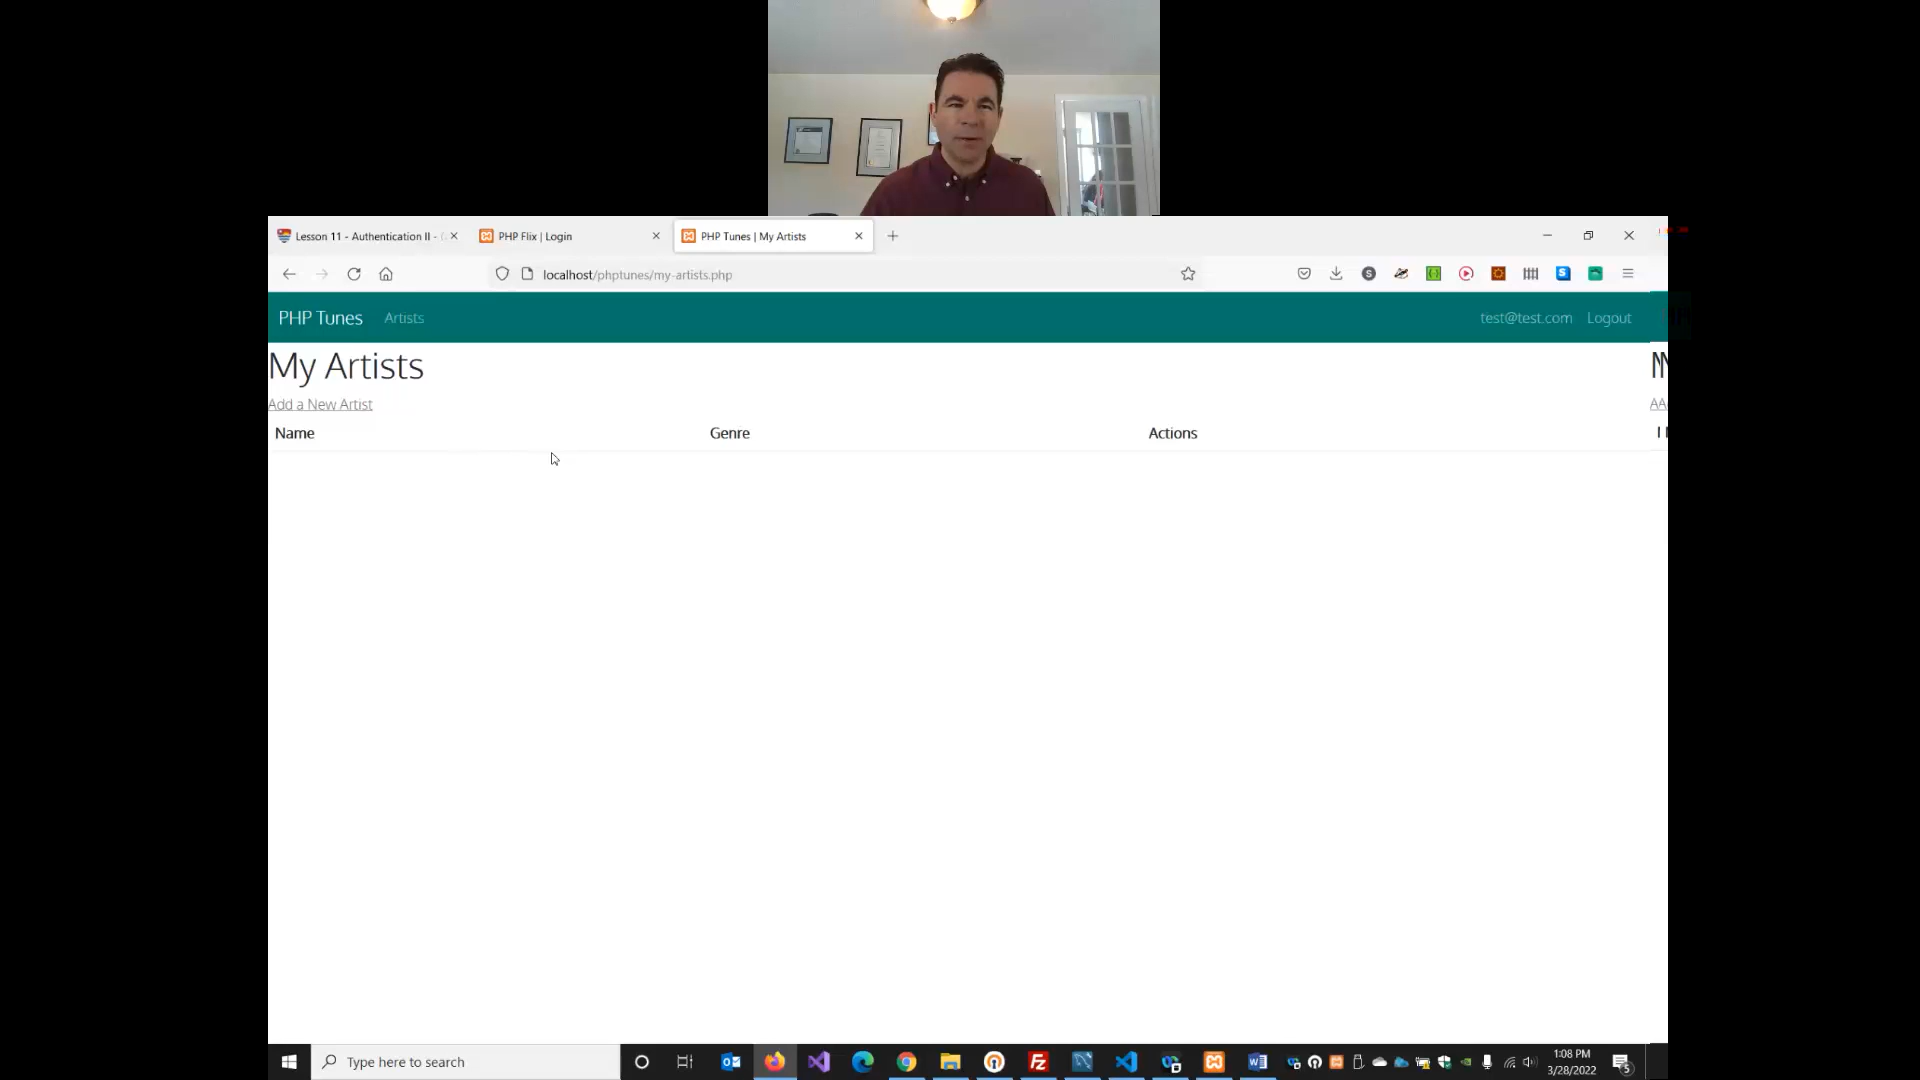 Lesson 11 - Authentication II - (
PHP Flix | Login
PHP Tunes | My Artists
localhost/phptunes/my-artists.php
PHP Tunes
Artists
test@test.com
Logout
My Artists
Add a New Artist
Name
Genre
Actions
Type here to search
1:08 PM
3/28/2022